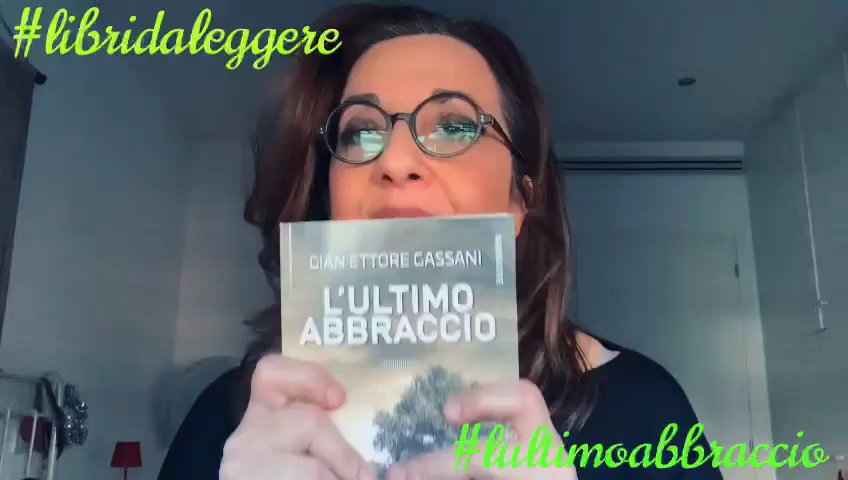 #libridaleggere
GIAN ETTORE GASSANI
L'ULTIMO
ABBRACCIO
#lultimoabbraccio